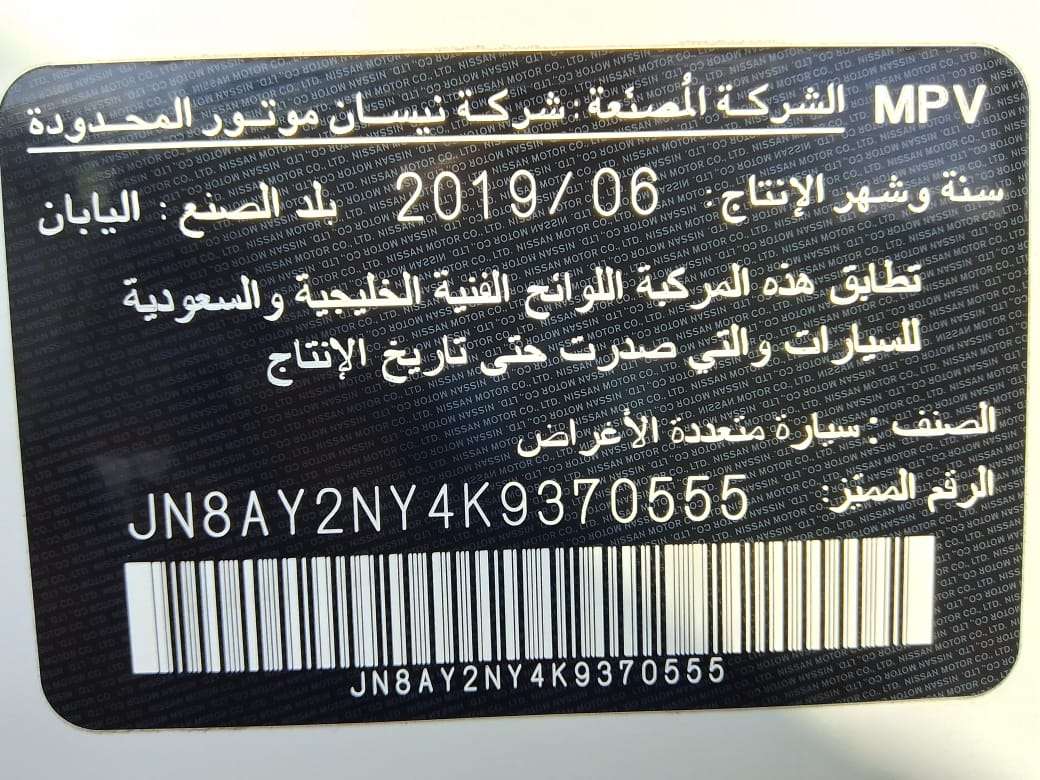 MPV الشركة المُصنعة: شركة نيسان موتور المحدودة
سنة وشهر الإنتاج: 2019/06 بلد الصنع: اليابان
تطابق هذه المركبة اللوائح الفنية الخليجية والسعودية
للسيارات والتي صدرت حتى تاريخ الإنتاج
الصنف: سيارة متعددة الأغراض
الرقم المميّز: JN8AY2NY4K9370555
JN8AY2NY4K9370555